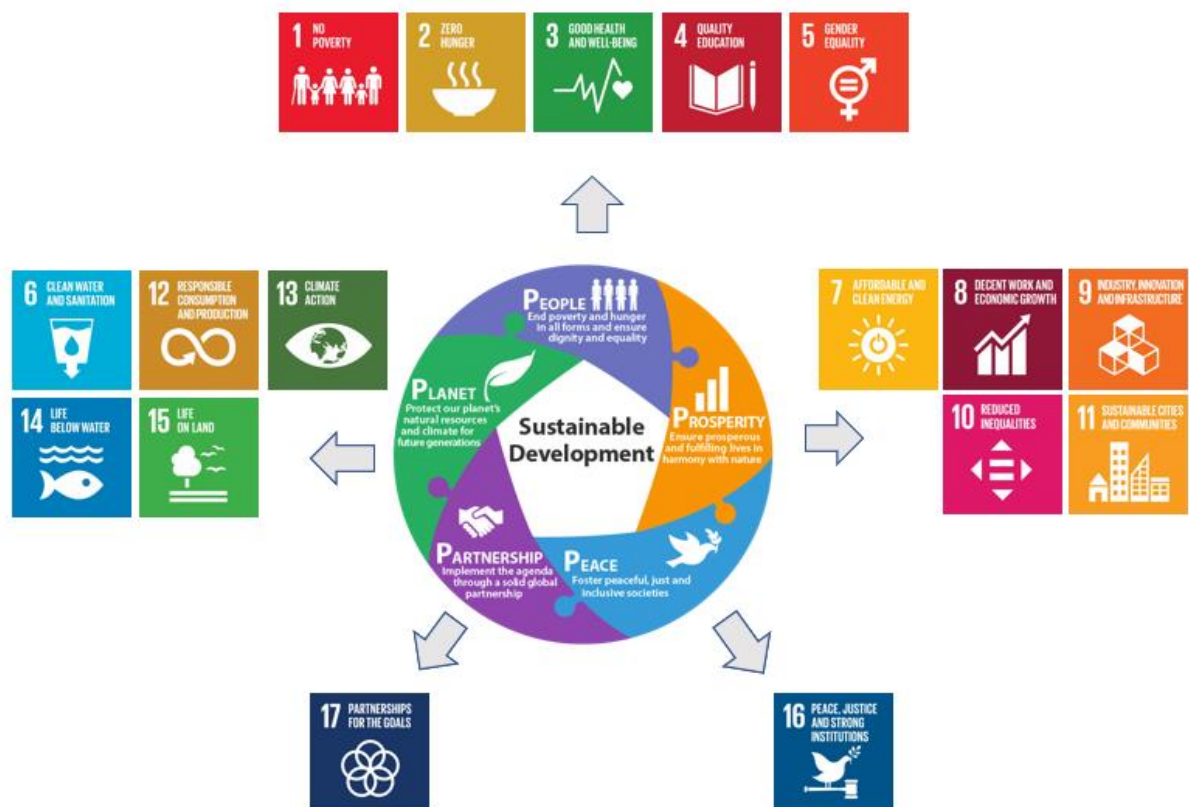 1 NO
POVERTY
2 ZERO
HUNGER
3 GOOD HEALTH
AND WELL-BEING
4 QUALITY
EDUCATION
5 GENDER
EQUALITY
6 CLEAN WATER
AND SANITATION
12 RESPONSIBLE
CONSUMPTION
AND PRODUCTION
13 CLIMATE
ACTION
14 LIFE
BELOW WATER
15 LIFE
ON LAND
PEOPLE
End poverty and hunger
in all forms and ensure
dignity and equality
PLANET
Protect our planet's
natural resources
and climate for
future generations
Sustainable
Development
PROSPERITY
Ensure prosperous
and fulfilling lives in
harmony with nature
PARTNERSHIP
Implement the agenda
through a solid global
partnership
PEACE
Foster peaceful, just and
inclusive societies
7 AFFORDABLE AND
CLEAN ENERGY
8 DECENT WORK AND
ECONOMIC GROWTH
9 INDUSTRY, INNOVATION
AND INFRASTRUCTURE
10 REDUCED
INEQUALITIES
11 SUSTAINABLE CITIES
AND COMMUNITIES
17 PARTNERSHIPS
FOR THE GOALS
16 PEACE, JUSTICE
AND STRONG
INSTITUTIONS